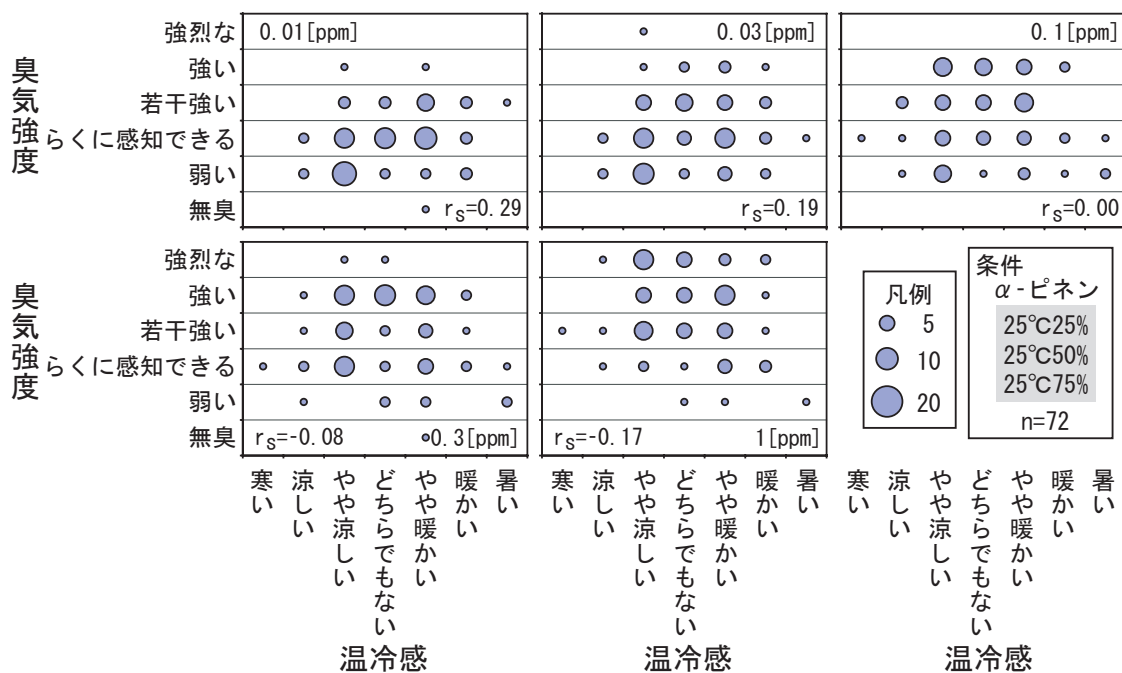 臭気強度
強烈な
強い
若干強い
らくに感知できる
弱い
無臭
0.01[ppm]
rS=0.29
0.03[ppm]
rS=0.19
0.1[ppm]
rS=0.00
臭気強度
強烈な
強い
若干強い
らくに感知できる
弱い
無臭
rS=-0.08
0.3[ppm]
rS=-0.17
1[ppm]
凡例
5
10
20
条件
α-ピネン
25℃25%
25℃50%
25℃75%
n=72
寒い
涼しい
やや涼しい
どちらでもない
やや暖かい
暖かい
暑い
寒い
涼しい
やや涼しい
どちらでもない
やや暖かい
暖かい
暑い
寒い
涼しい
やや涼しい
どちらでもない
やや暖かい
暖かい
暑い
温冷感
温冷感
温冷感